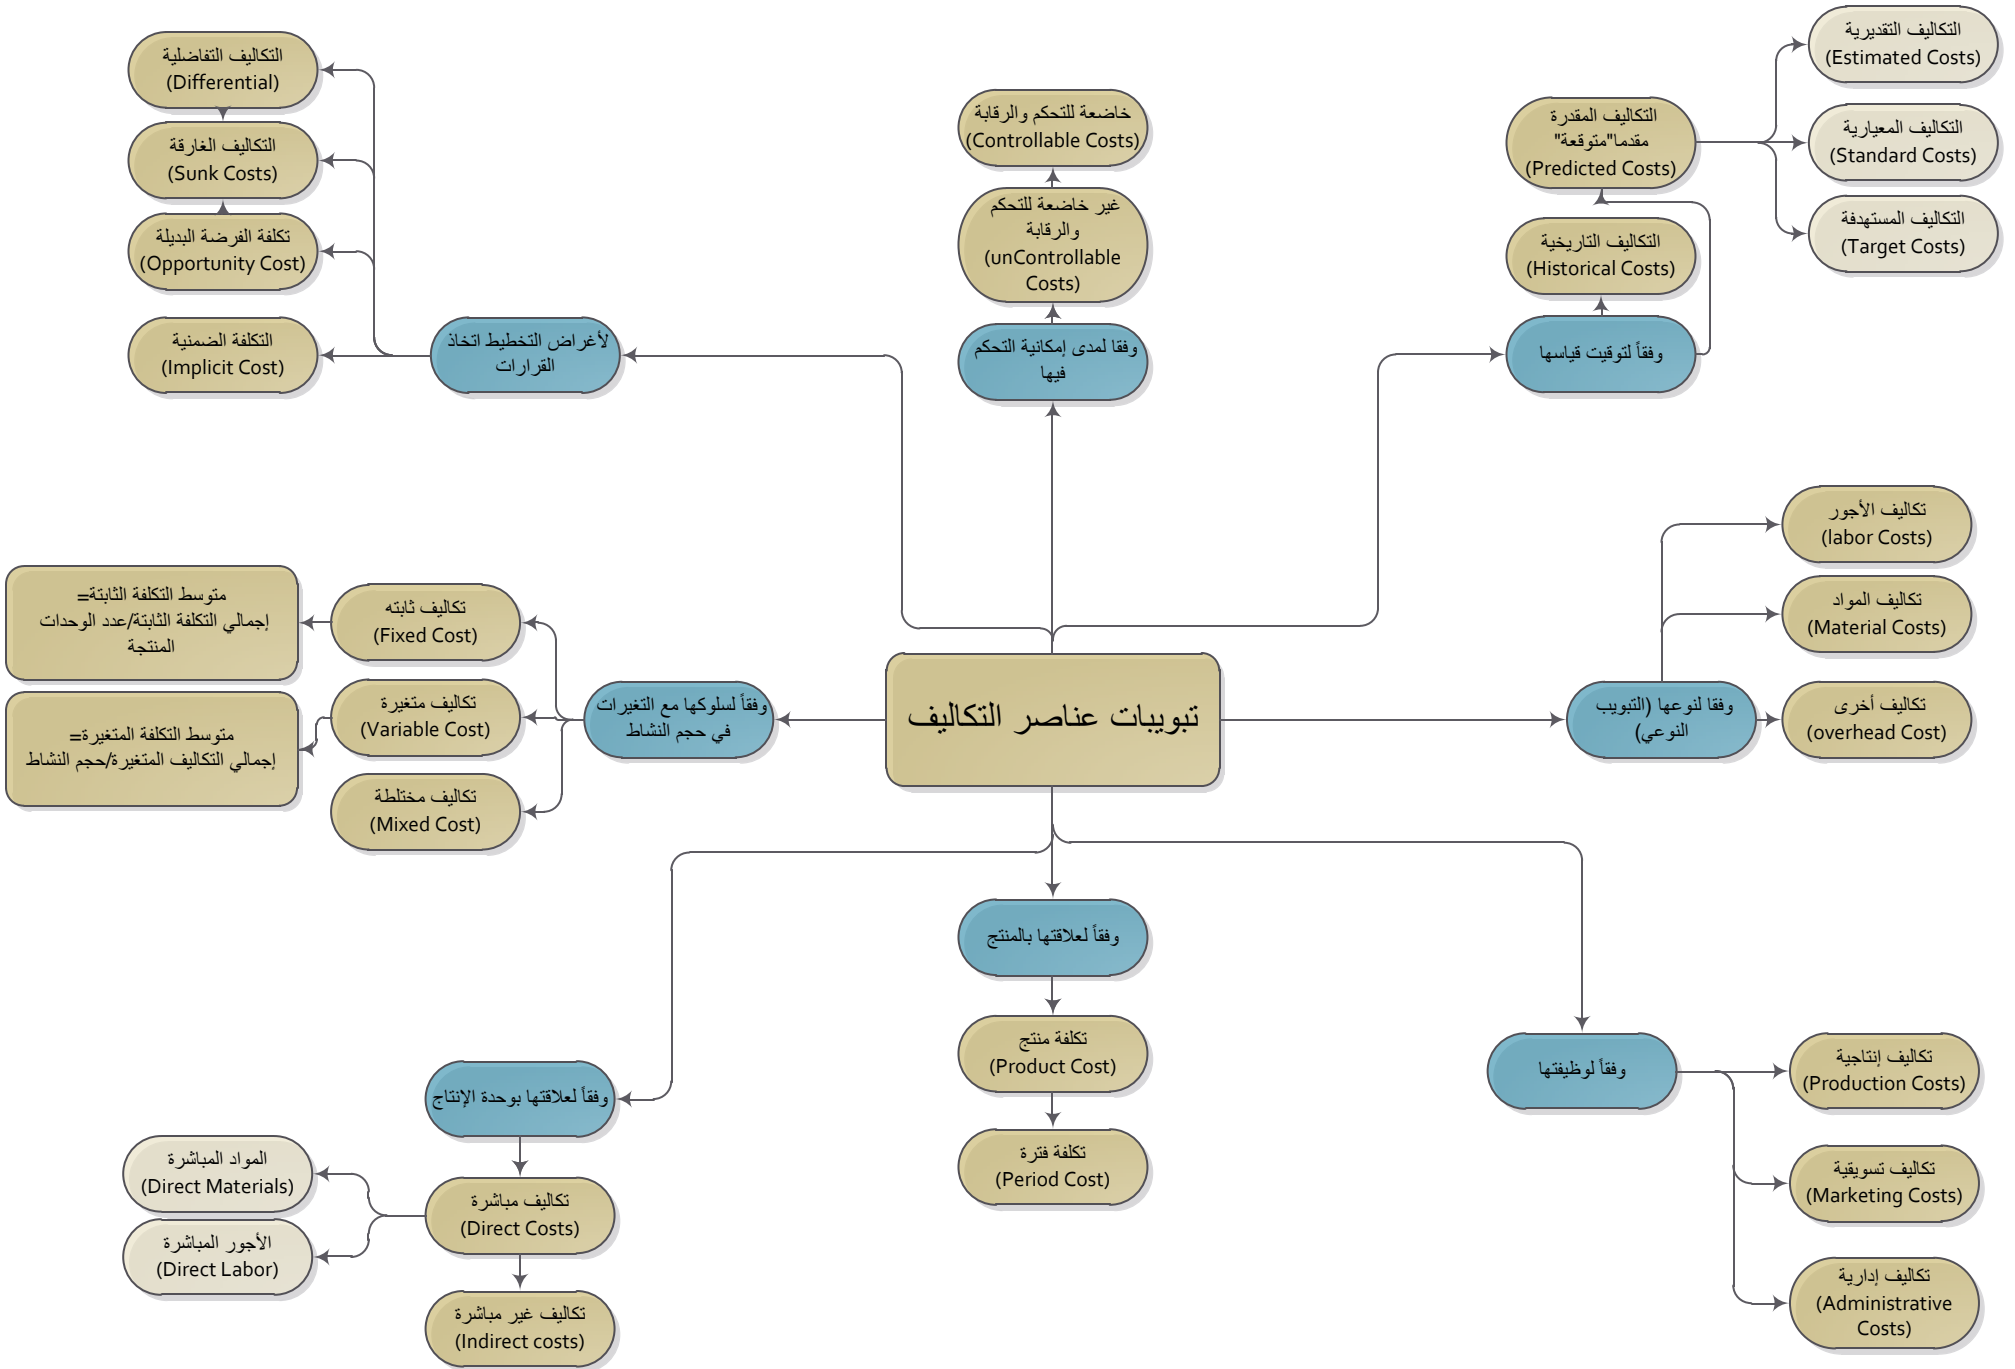 التكاليف التفاضلية
(Differential)
التكاليف الغارقة
(Sunk Costs)
تكلفة الفرضة البديلة
(Opportunity Cost)
التكلفة الضمنية
(Implicit Cost)
لأغراض التخطيط اتخاذ
القرارات
خاضعة للتحكم والرقابة
(Controllable Costs)
غير خاضعة للتحكم
والرقابة
(unControllable
Costs)
وفقا لمدى إمكانية التحكم
فيها
التكاليف التقديرية
(Estimated Costs)
التكاليف المعيارية
(Standard Costs)
التكاليف المستهدفة
(Target Costs)
التكاليف المقدرة
مقدما"متوقعة"
(Predicted Costs)
التكاليف التاريخية
(Historical Costs)
وفقاً لتوقيت قياسها
تكاليف الأجور
(labor Costs)
تكاليف المواد
(Material Costs)
تكاليف أخرى
(overhead Cost)
وفقا لنوعها (التبويب
النوعي)
تبويبات عناصر التكاليف
وفقاً لسلوكها مع التغيرات
في حجم النشاط
تكاليف ثابته
(Fixed Cost)
تكاليف متغيرة
(Variable Cost)
تكاليف مختلطة
(Mixed Cost)
متوسط التكلفة الثابتة=
إجمالي التكلفة الثابتة/عدد الوحدات
المنتجة
متوسط التكلفة المتغيرة=
إجمالي التكاليف المتغيرة/حجم النشاط
وفقاً لعلاقتها بالمنتج
تكلفة منتج
(Product Cost)
تكلفة فترة
(Period Cost)
وفقاً لوظيفتها
تكاليف إنتاجية
(Production Costs)
تكاليف تسويقية
(Marketing Costs)
تكاليف إدارية
(Administrative
Costs)
وفقاً لعلاقتها بوحدة الإنتاج
تكاليف مباشرة
(Direct Costs)
تكاليف غير مباشرة
(Indirect costs)
المواد المباشرة
(Direct Materials)
الأجور المباشرة
(Direct Labor)